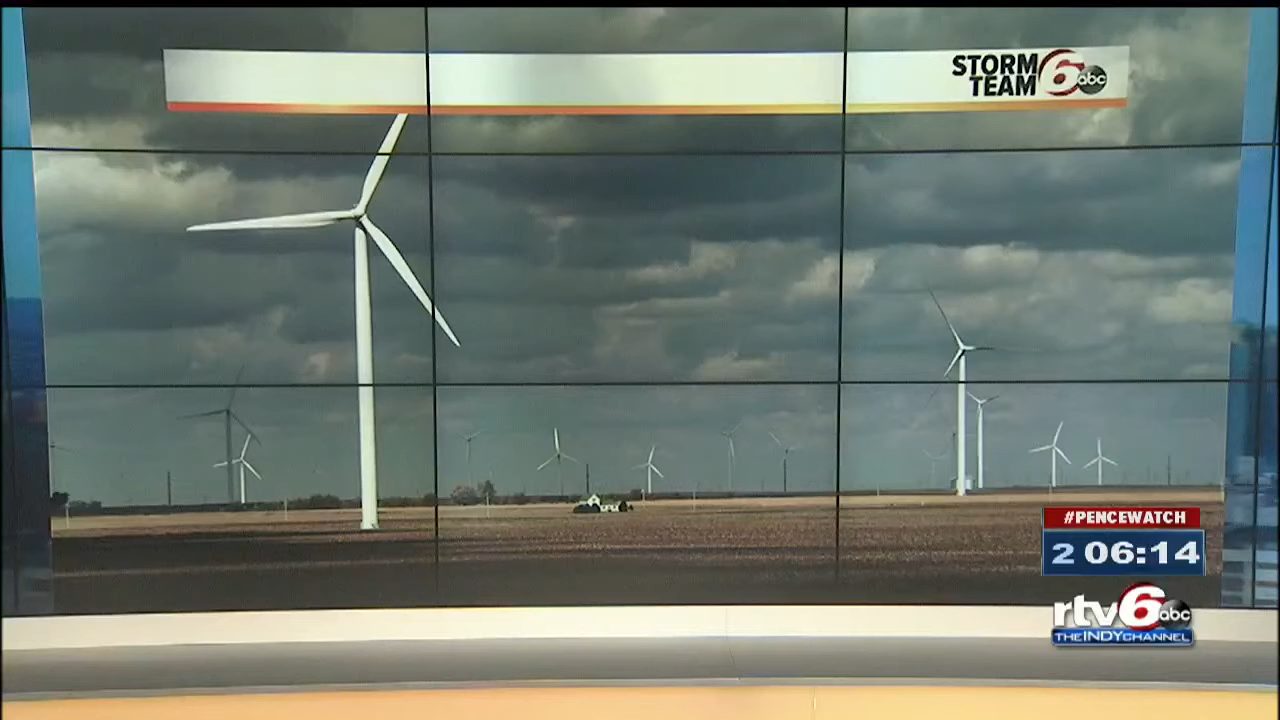 STORM
TEAM 6 abc
#PENCEWATCH
2 06:14
rtv6 abc
THE INDY CHANNEL